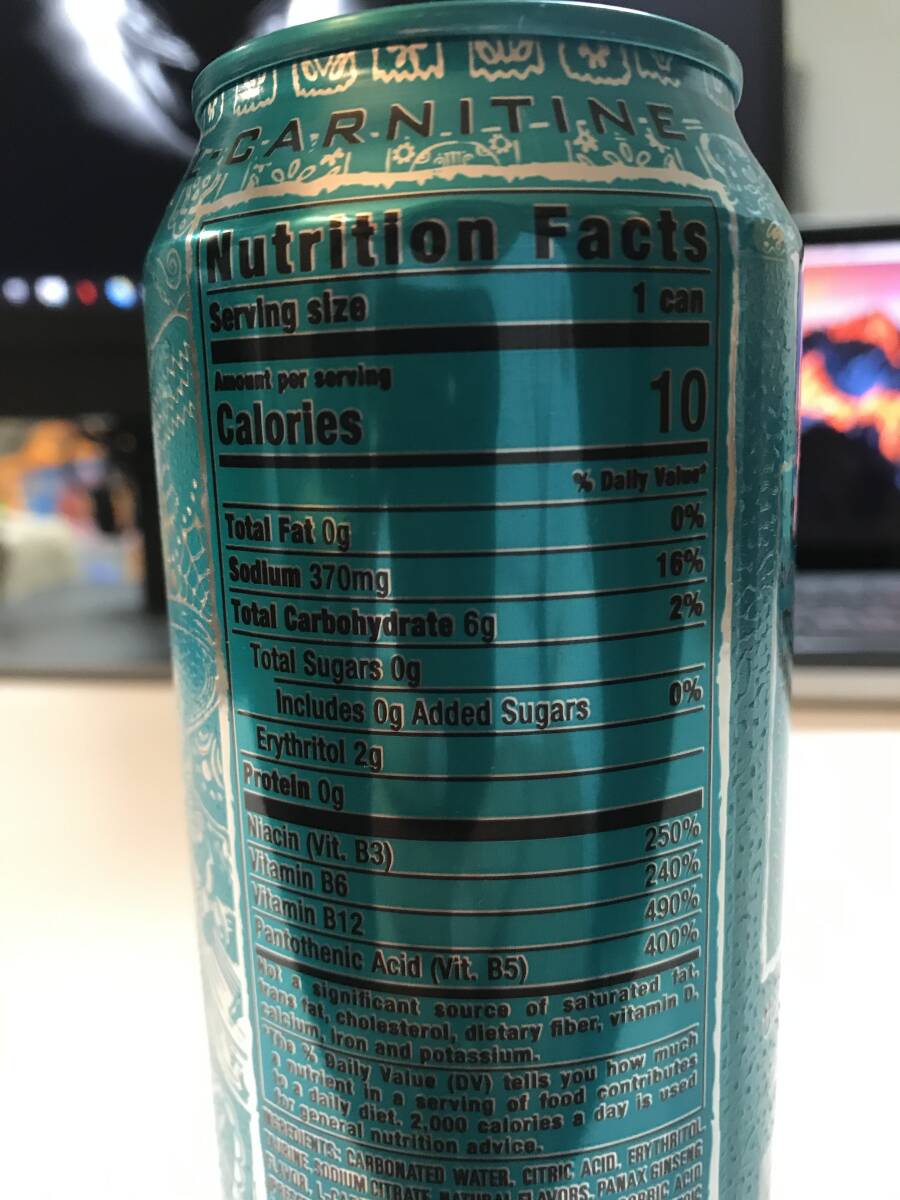 L-CARNITINE
Nutrition Facts
Serving size 1 can
Amount per serving
Calories 10
% Daily Value*
Total Fat 0g 0%
Sodium 370mg 16%
Total Carbohydrate 6g 2%
Total Sugars 0g
Includes 0g Added Sugars 0%
Erythritol 2g
Protein 0g
Niacin (Vit. B3) 250%
Vitamin B6 240%
Vitamin B12 490%
Pantothenic Acid (Vit. B5) 400%
Not a significant source of saturated fat,
trans fat, cholesterol, dietary fiber, vitamin D,
calcium, iron and potassium.
*The % Daily Value (DV) tells you how much
a nutrient in a serving of food contributes
to a daily diet. 2,000 calories a day is used
for general nutrition advice.
INGREDIENTS: CARBONATED WATER, CITRIC ACID, ERYTHRITOL,
TAURINE, SODIUM CITRATE, NATURAL FLAVORS, PANAX GINSENG
FLAVOR, ACID